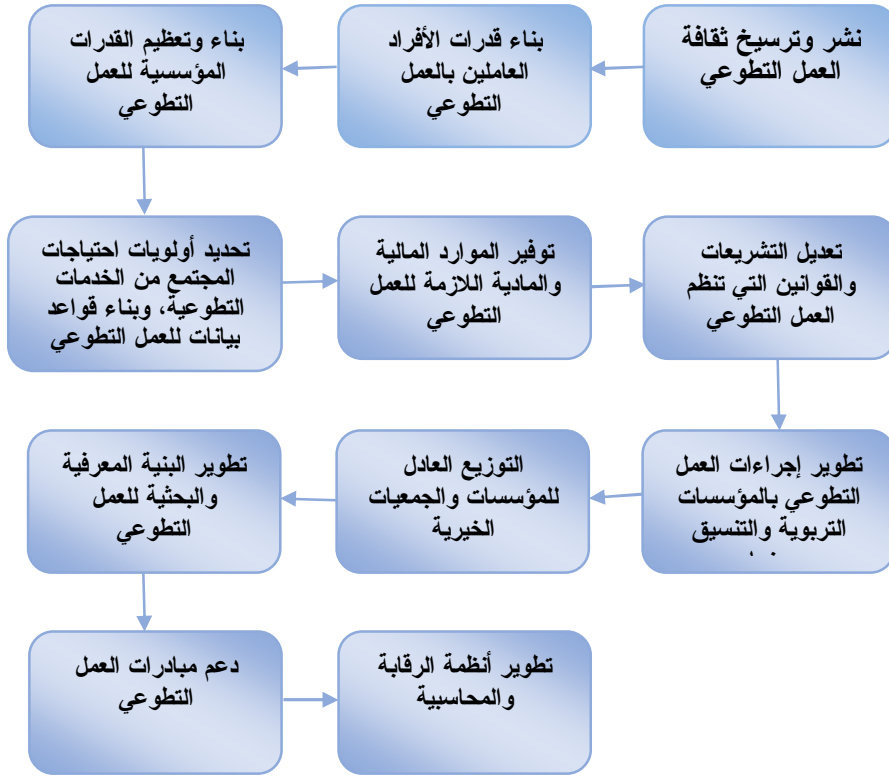 نشر وترسيخ ثقافة
العمل التطوعي
بناء قدرات الأفراد
العاملين بالعمل
التطوعي
بناء وتعظيم القدرات
المؤسسية للعمل
التطوعي
تحديد أولويات احتياجات
المجتمع من الخدمات
التطوعية، وبناء قواعد
بيانات للعمل التطوعي
توفير الموارد المالية
والمادية اللازمة للعمل
التطوعي
تعديل التشريعات
والقوانين التي تنظم
العمل التطوعي
تطوير إجراءات العمل
التطوعي بالمؤسسات
التربوية والتنسيق
التوزيع العادل
للمؤسسات والجمعيات
الخيرية
تطوير البنية المعرفية
والبحثية للعمل
التطوعي
دعم مبادرات العمل
التطوعي
تطوير أنظمة الرقابة
والمحاسبية